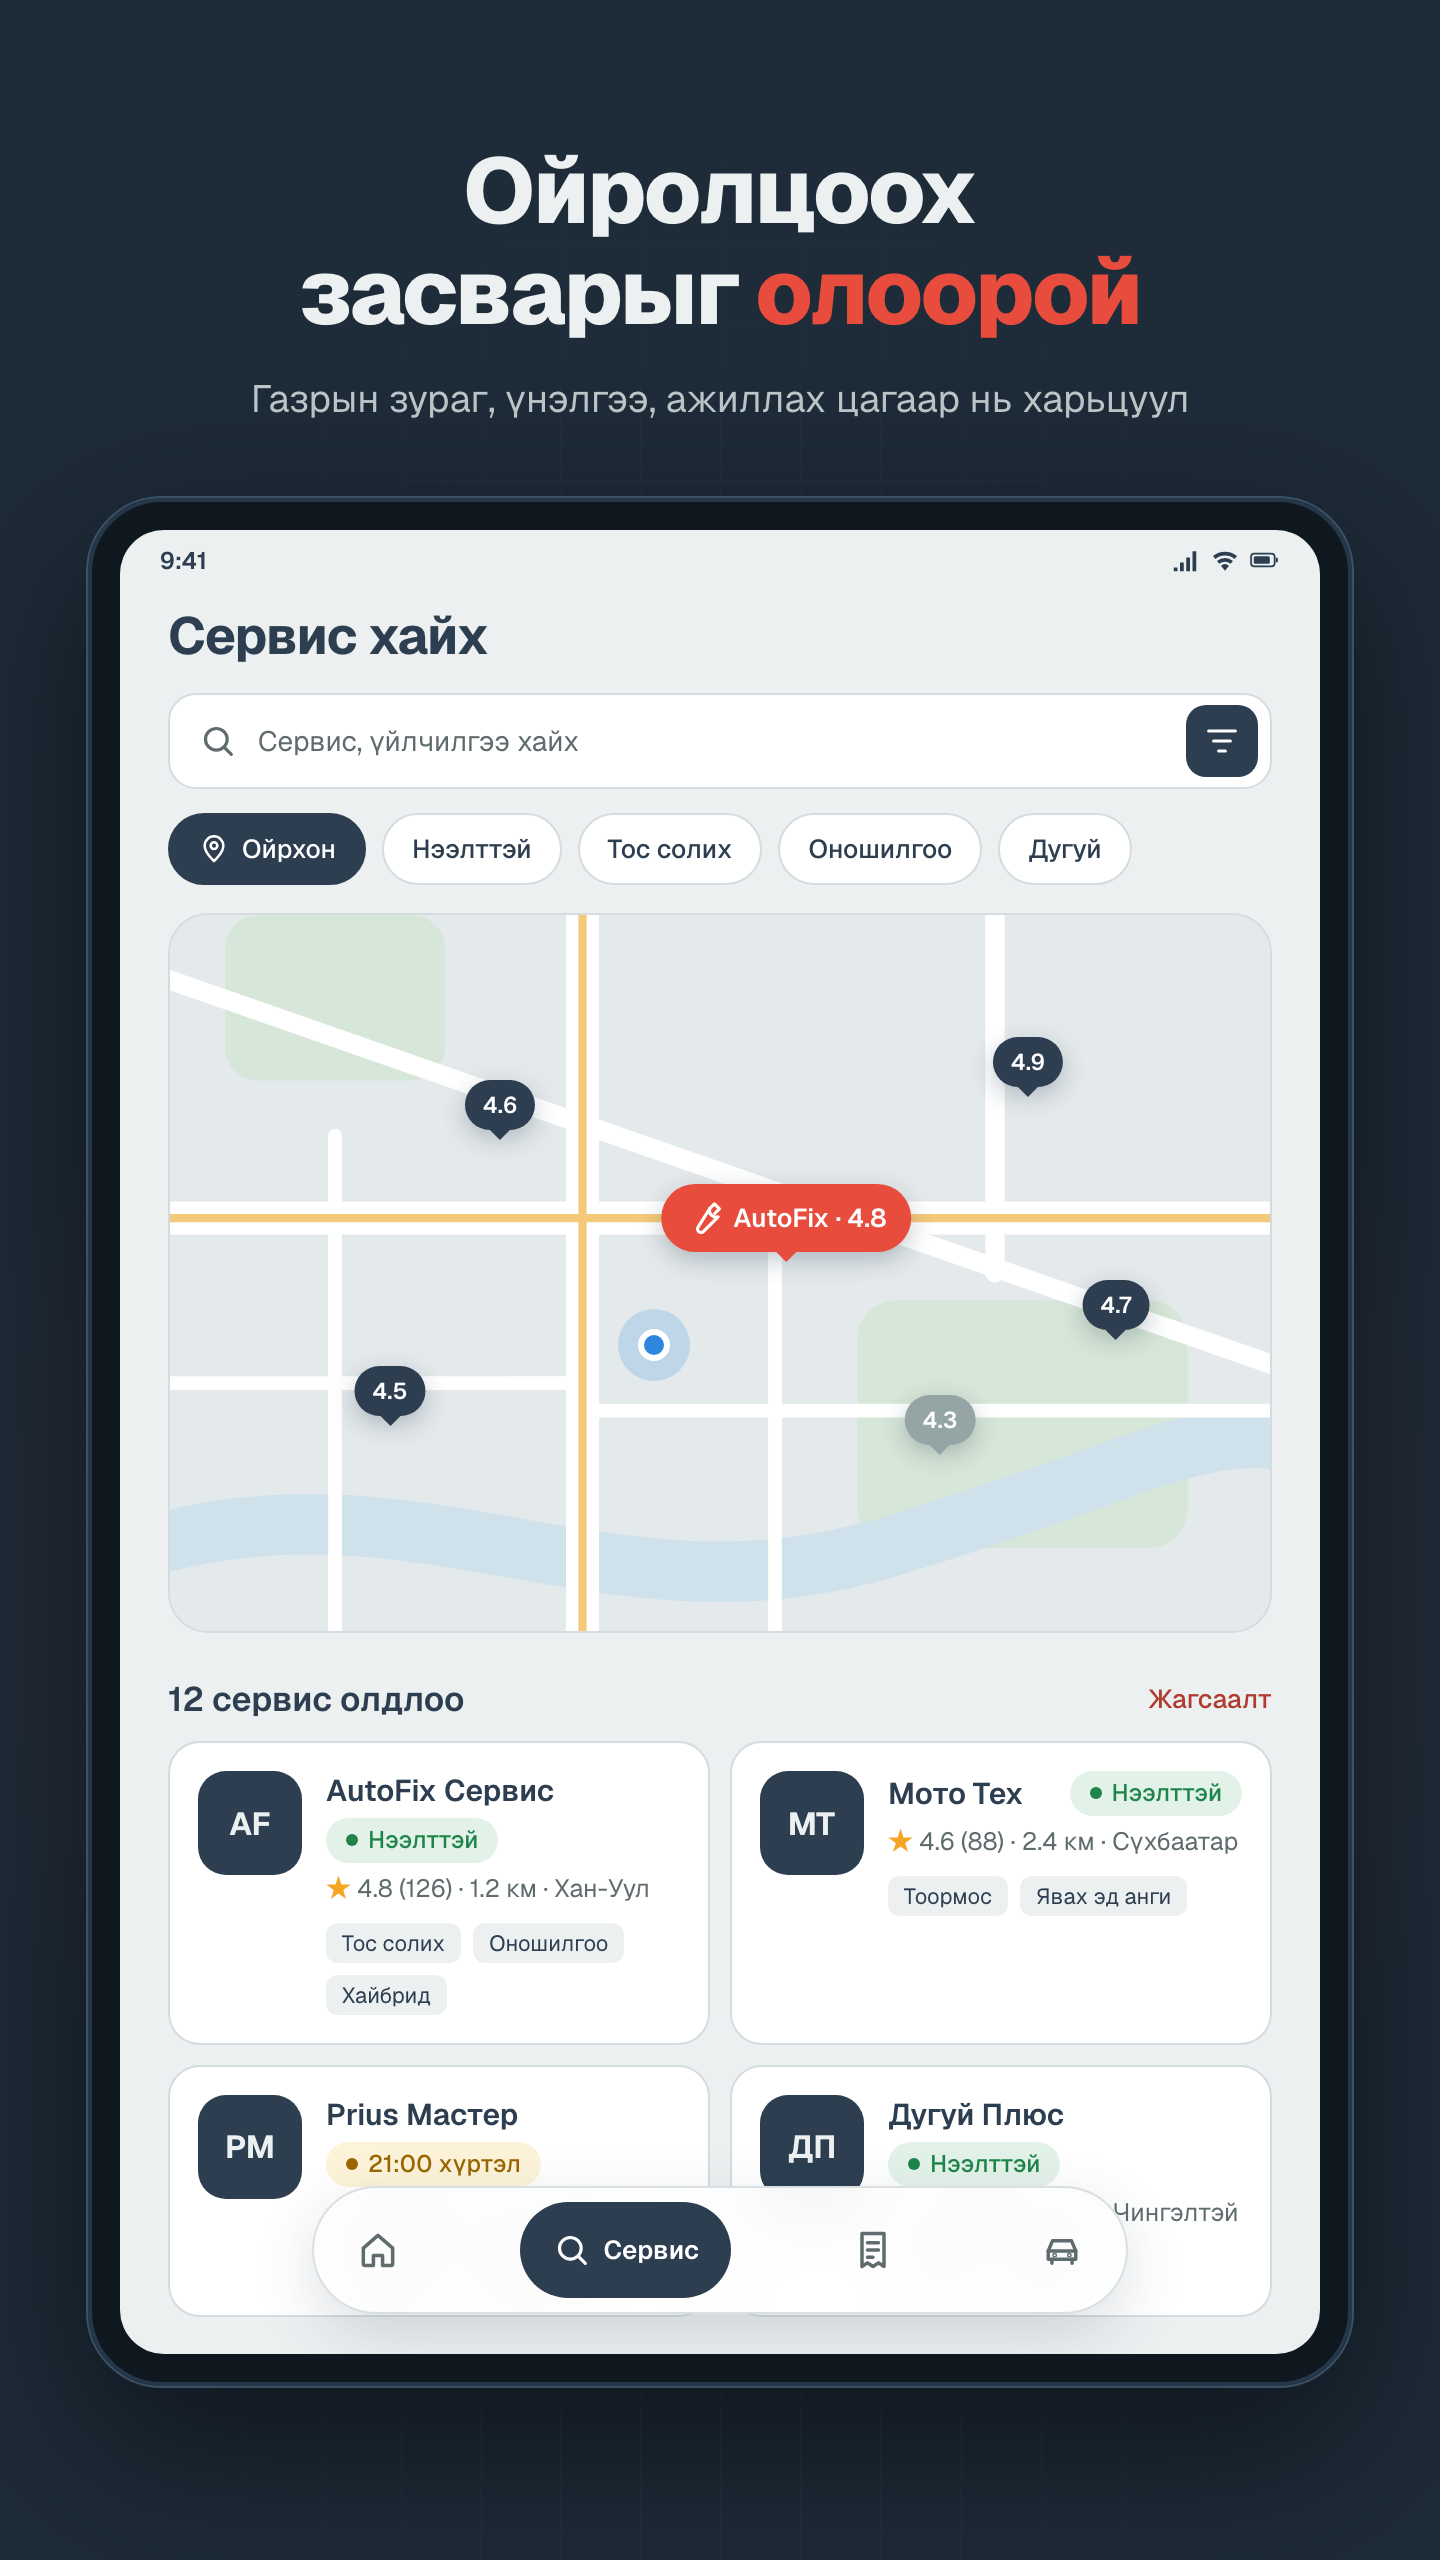 Ойролцоох
засварыг олоорой
Газрын зураг, үнэлгээ, ажиллах цагаар нь харьцуул
9:41
Сервис хайх
Сервис, үйлчилгээ хайх
Ойрхон
Нээлттэй
Тос солих
Оношилгоо
Дугуй
4.9
4.6
AutoFix · 4.8
4.7
4.5
4.3
12 сервис олдлоо
Жагсаалт
AF
AutoFix Сервис
Нээлттэй
★ 4.8 (126) · 1.2 км · Хан-Уул
Тос солих
Оношилгоо
Хайбрид
МТ
Мото Тех
Нээлттэй
★ 4.6 (88) · 2.4 км · Сүхбаатар
Тоормос
Явах эд анги
PM
Prius Мастер
21:00 хүртэл
ДП
Дугуй Плюс
Нээлттэй
Чингэлтэй
Сервис